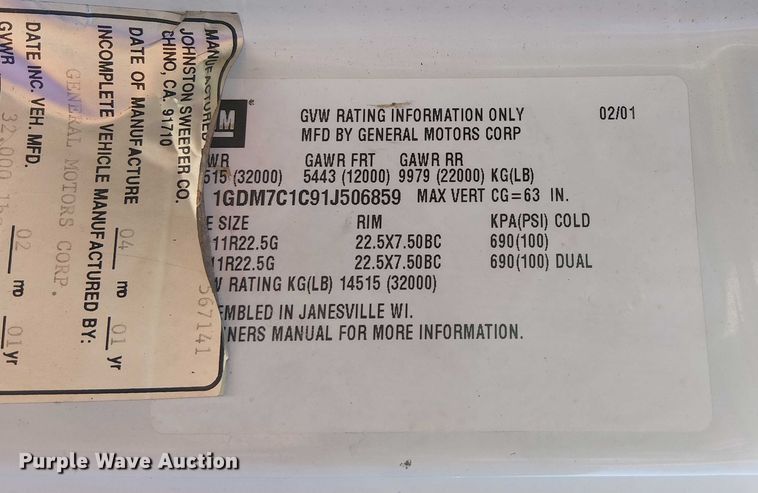 MANUFACTURED
JOHNSTON SWEEPER CO.
CHINO, CA. 91710
DATE OF MANUFACTURE 04 mo 01 yr
INCOMPLETE VEHICLE MANUFACTURED BY:
GENERAL MOTORS CORP.
DATE INC. VEH. MFD. 02 mo 01 yr
GVWR 32,000
567141
M
GVW RATING INFORMATION ONLY 02/01
MFD BY GENERAL MOTORS CORP
WR GAWR FRT GAWR RR
515 (32000) 5443 (12000) 9979 (22000) KG(LB)
1GDM7C1C91J506859 MAX VERT CG=63 IN.
E SIZE RIM KPA(PSI) COLD
11R22.5G 22.5X7.50BC 690(100)
11R22.5G 22.5X7.50BC 690(100) DUAL
W RATING KG(LB) 14515 (32000)
EMBLED IN JANESVILLE WI.
NERS MANUAL FOR MORE INFORMATION.
Purple Wave Auction